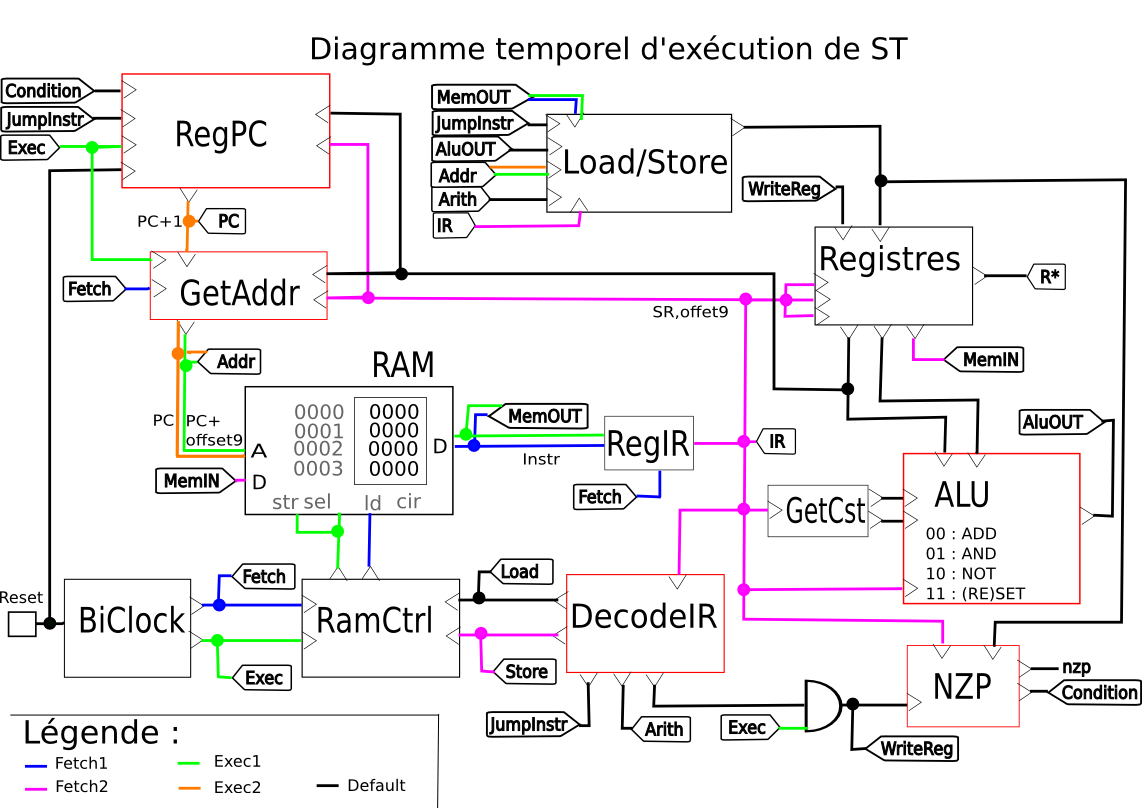 Diagramme temporel d'exécution de ST
Condition
JumpInstr
Exec
RegPC
MemOUT
JumpInstr
AluOUT
Addr
Arith
IR
Load/Store
WriteReg
PC+1
PC
Fetch
GetAddr
Registres
R*
SR,offet9
MemIN
Addr
RAM
PC
PC+
offset9
0000 0000
0001 0000
0002 0000
0003 0000
A
D
D
MemIN
str sel ld cir
MemOUT
Instr
RegIR
Fetch
IR
AluOUT
GetCst
ALU
00 : ADD
01 : AND
10 : NOT
11 : (RE)SET
Reset
BiClock
Fetch
Exec
RamCtrl
Load
Store
DecodeIR
JumpInstr
Arith
Exec
WriteReg
NZP
nzp
Condition
Légende :
Fetch1
Fetch2
Exec1
Exec2
Default